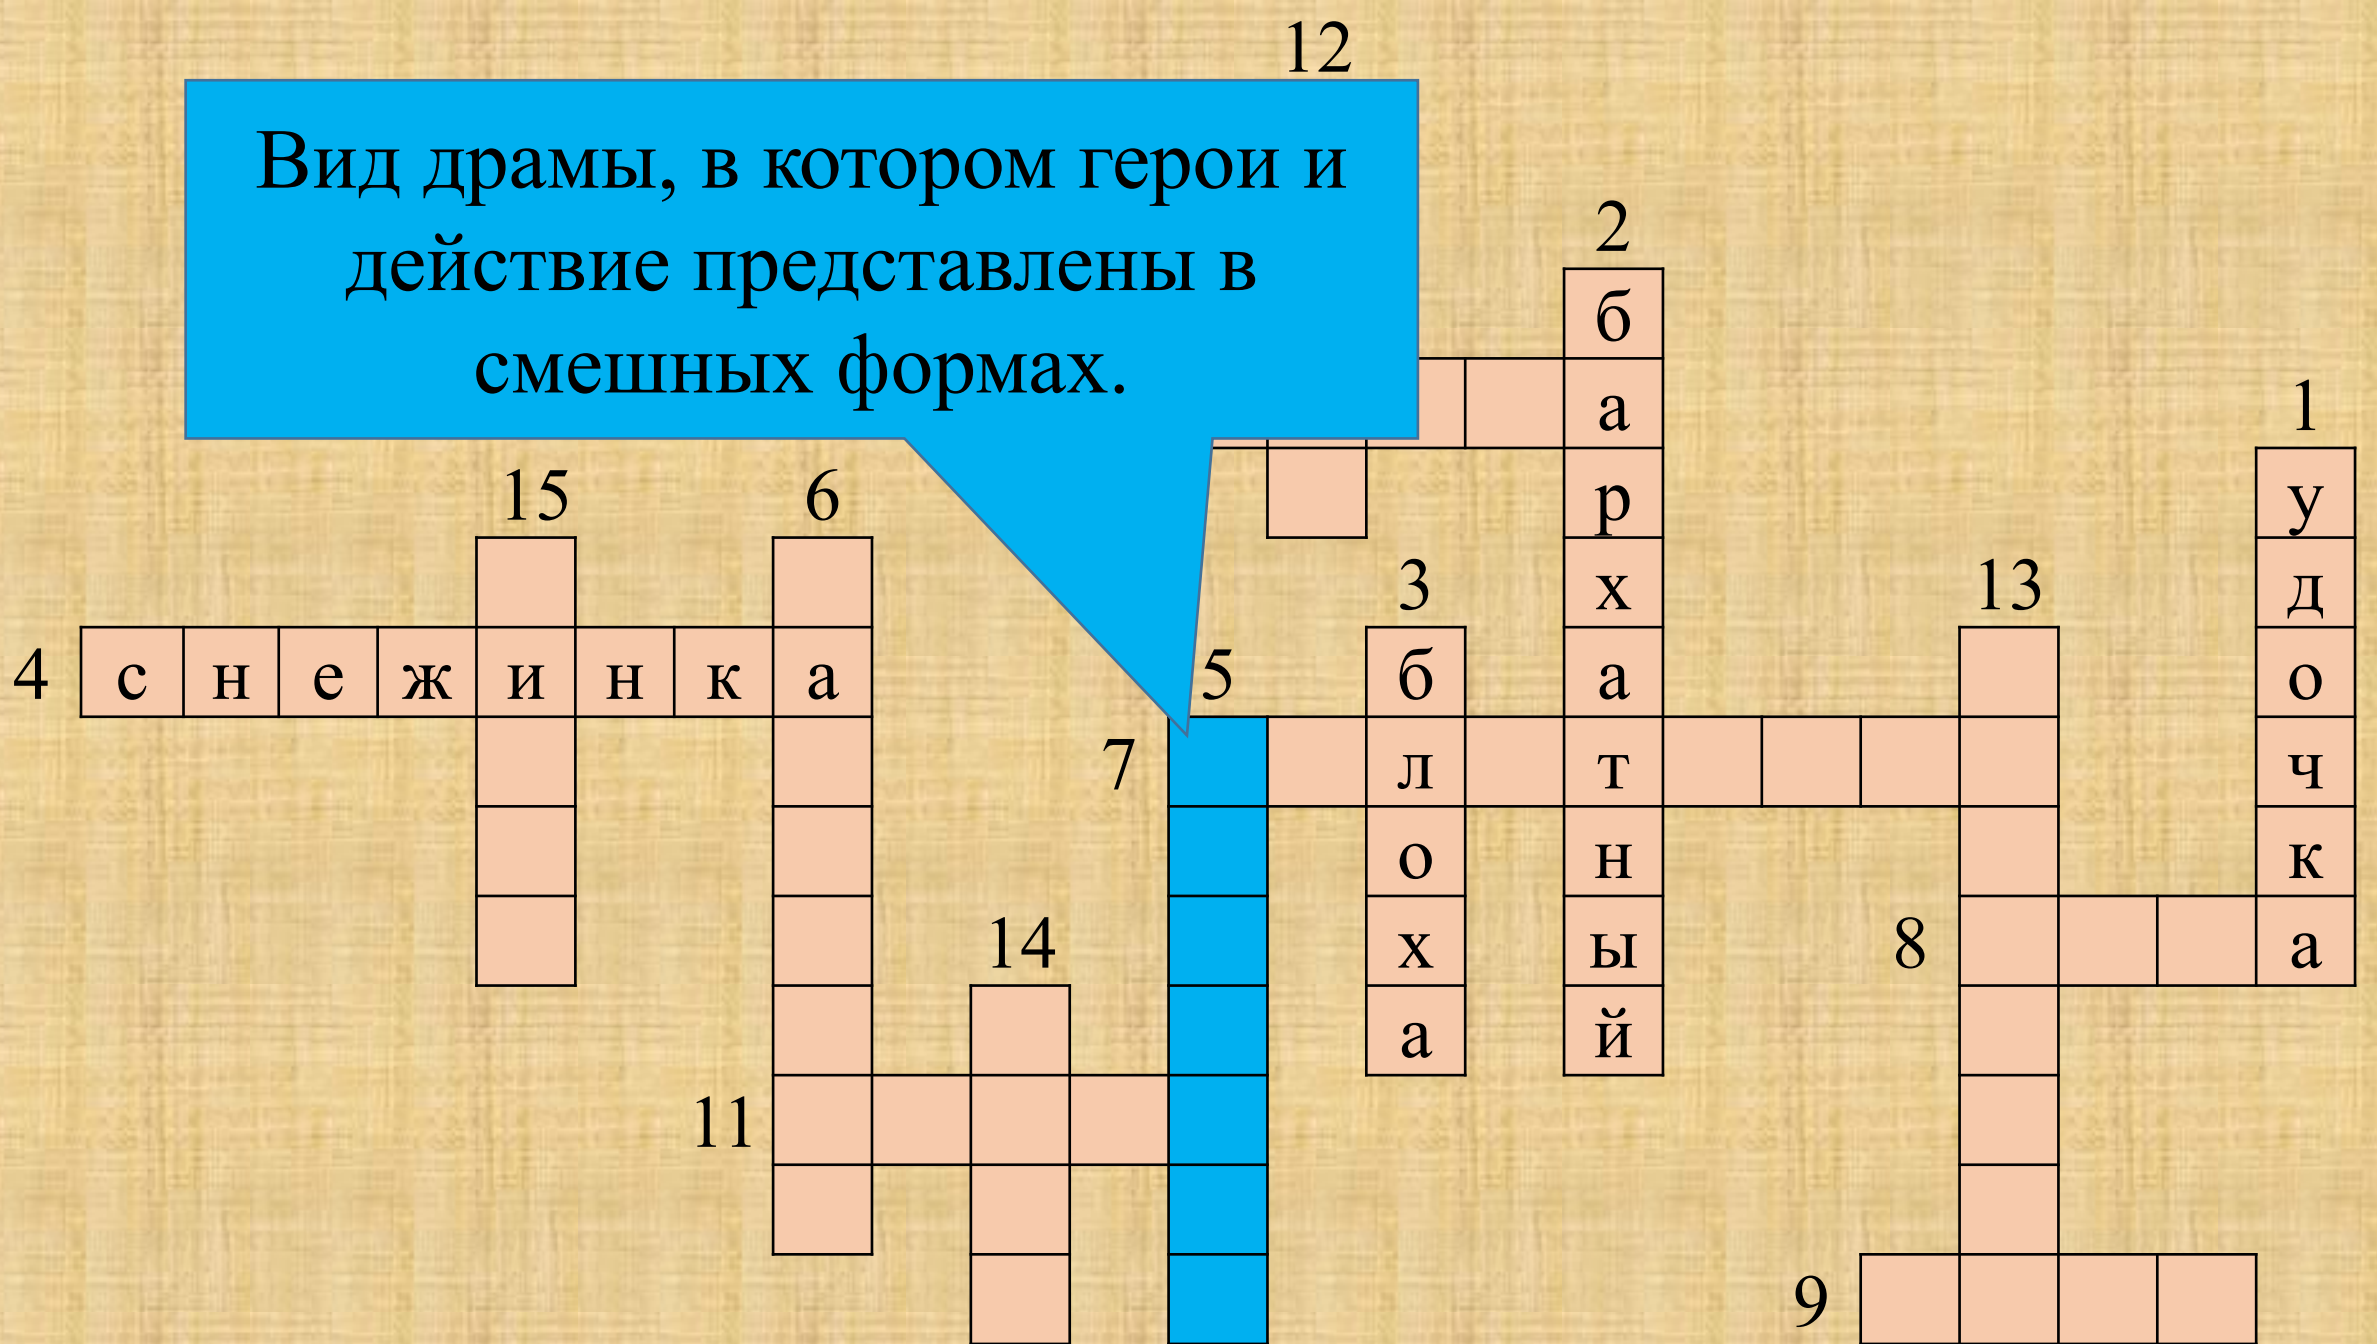 12
Вид драмы, в котором герои и
действие представлены в
смешных формах.
2
б
а
1
15
6
р
у
3
х
13
д
4 снежинка
5
б
а
о
7
л
т
ч
о
н
к
14
х
ы
8
а
а
й
11
9